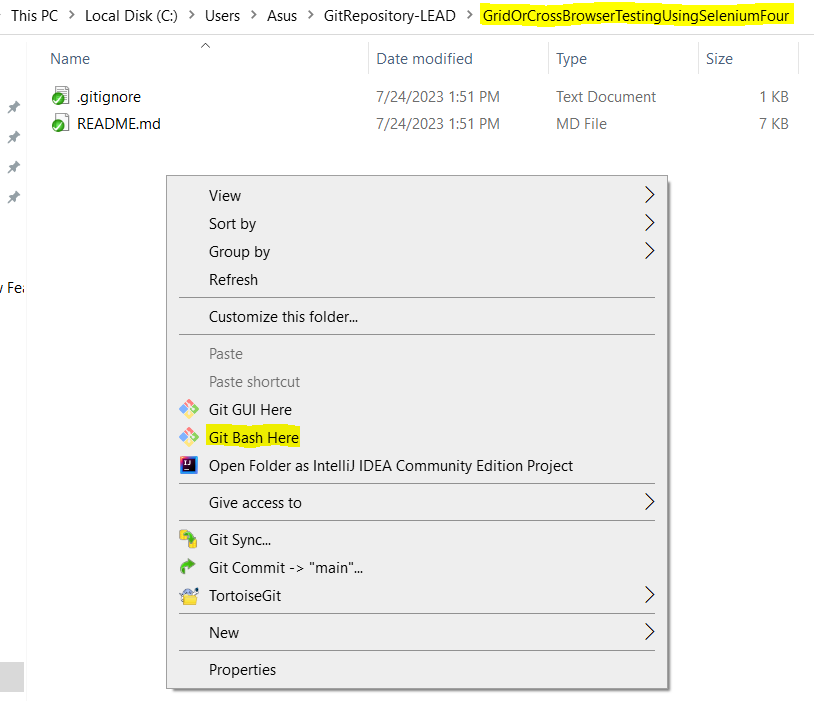 This PC > Local Disk (C:) > Users > Asus > GitRepository-LEAD > GridOrCrossBrowserTestingUsingSeleniumFour
Name Date modified Type Size
.gitignore 7/24/2023 1:51 PM Text Document 1 KB
README.md 7/24/2023 1:51 PM MD File 7 KB
View
Sort by
Group by
Refresh
Customize this folder...
Paste
Paste shortcut
Git GUI Here
Git Bash Here
Open Folder as IntelliJ IDEA Community Edition Project
Give access to
Git Sync...
Git Commit -> "main"...
TortoiseGit
New
Properties